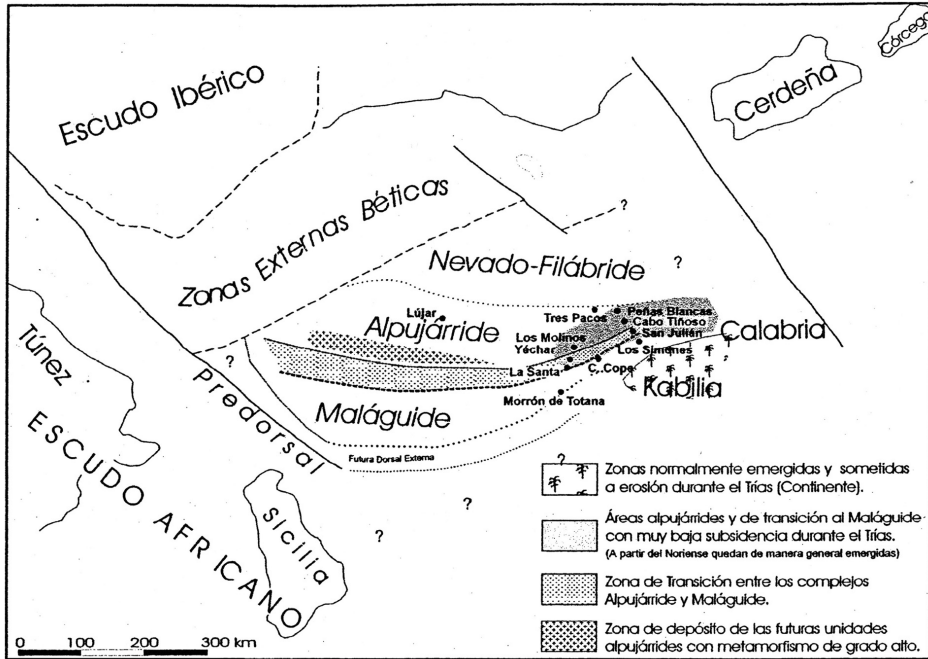 Córcega
Cerdeña
Escudo Ibérico
Zonas Externas Béticas
?
Nevado-Filábride
?
Lújar
Tres Pacos
Peñas Blancas
Cabo Tiñoso
San Julián
Alpujárride
Los Molinos
Yéchar
Los Simones
Calabria
La Santa
C. Cope
Kabilia
Morrón de Totana
Túnez
?
Predorsal
Maláguide
Futura Dorsal Externa
ESCUDO AFRICANO
Sicilia
?
?
?
Zonas normalmente emergidas y sometidas
a erosión durante el Trías (Continente).
Áreas alpujárrides y de transición al Maláguide
con muy baja subsidencia durante el Trías.
(A partir del Noriense quedan de manera general emergidas)
Zona de Transición entre los complejos
Alpujárride y Maláguide.
Zona de depósito de las futuras unidades
alpujárrides con metamorfismo de grado alto.
0 100 200 300 km